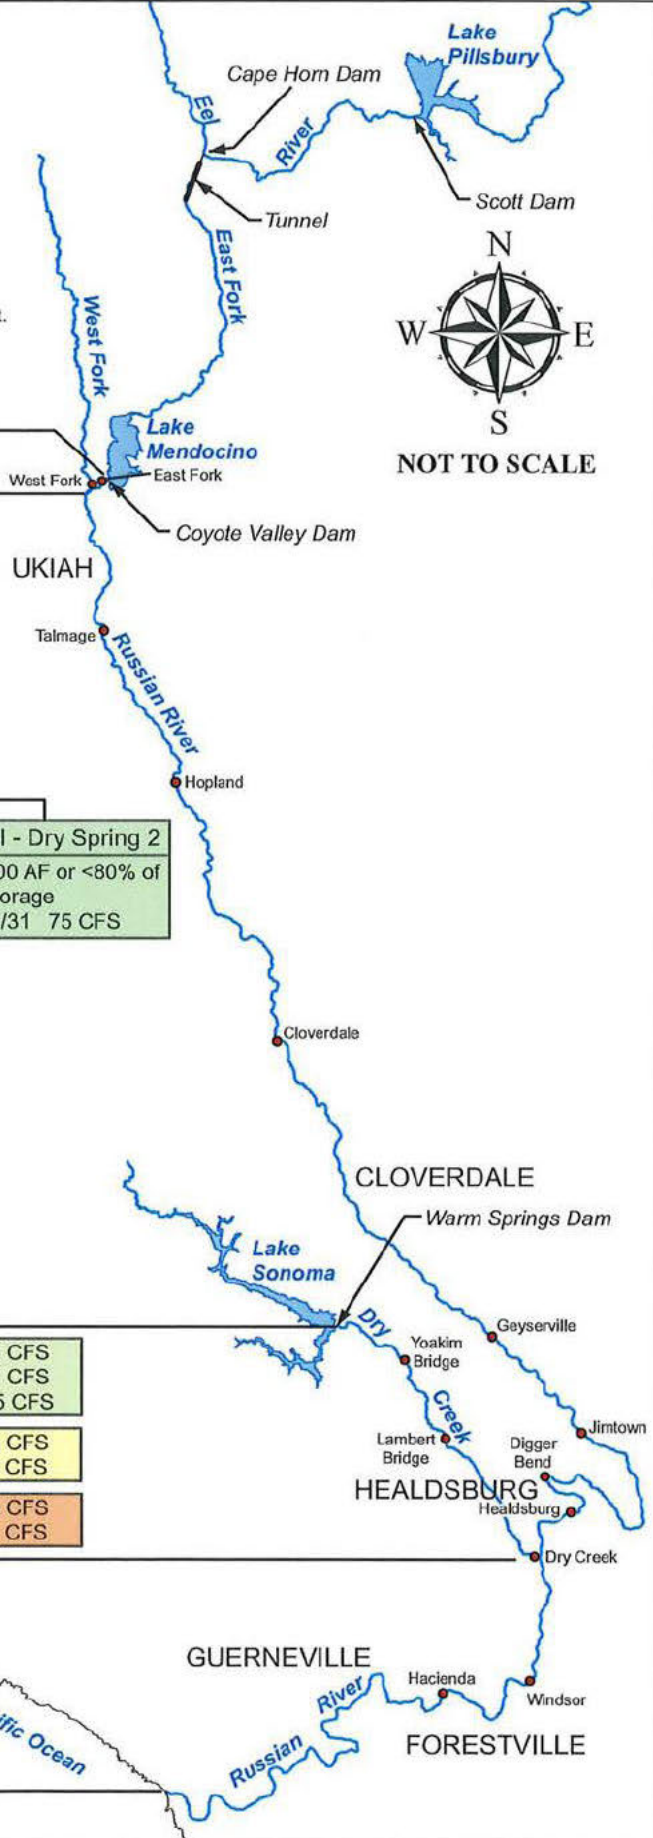 Lake
Pillsbury
Cape Horn Dam
Eel
River
Scott Dam
Tunnel
East Fork
N
W
E
S
NOT TO SCALE
t.
West Fork
Lake
Mendocino
West Fork
East Fork
Coyote Valley Dam
UKIAH
Talmage
Russian River
Hopland
l - Dry Spring 2
00 AF or <80% of
orage
/31 75 CFS
Cloverdale
CLOVERDALE
Warm Springs Dam
Lake
Sonoma
Dry
Creek
Geyserville
Yoakim
Bridge
CFS
CFS
5 CFS
Jimtown
Lambert
Bridge
Digger
Bend
CFS
CFS
HEALDSBURG
Healdsburg
CFS
CFS
Dry Creek
GUERNEVILLE
Hacienda
Windsor
River
Russian
FORESTVILLE
ific Ocean